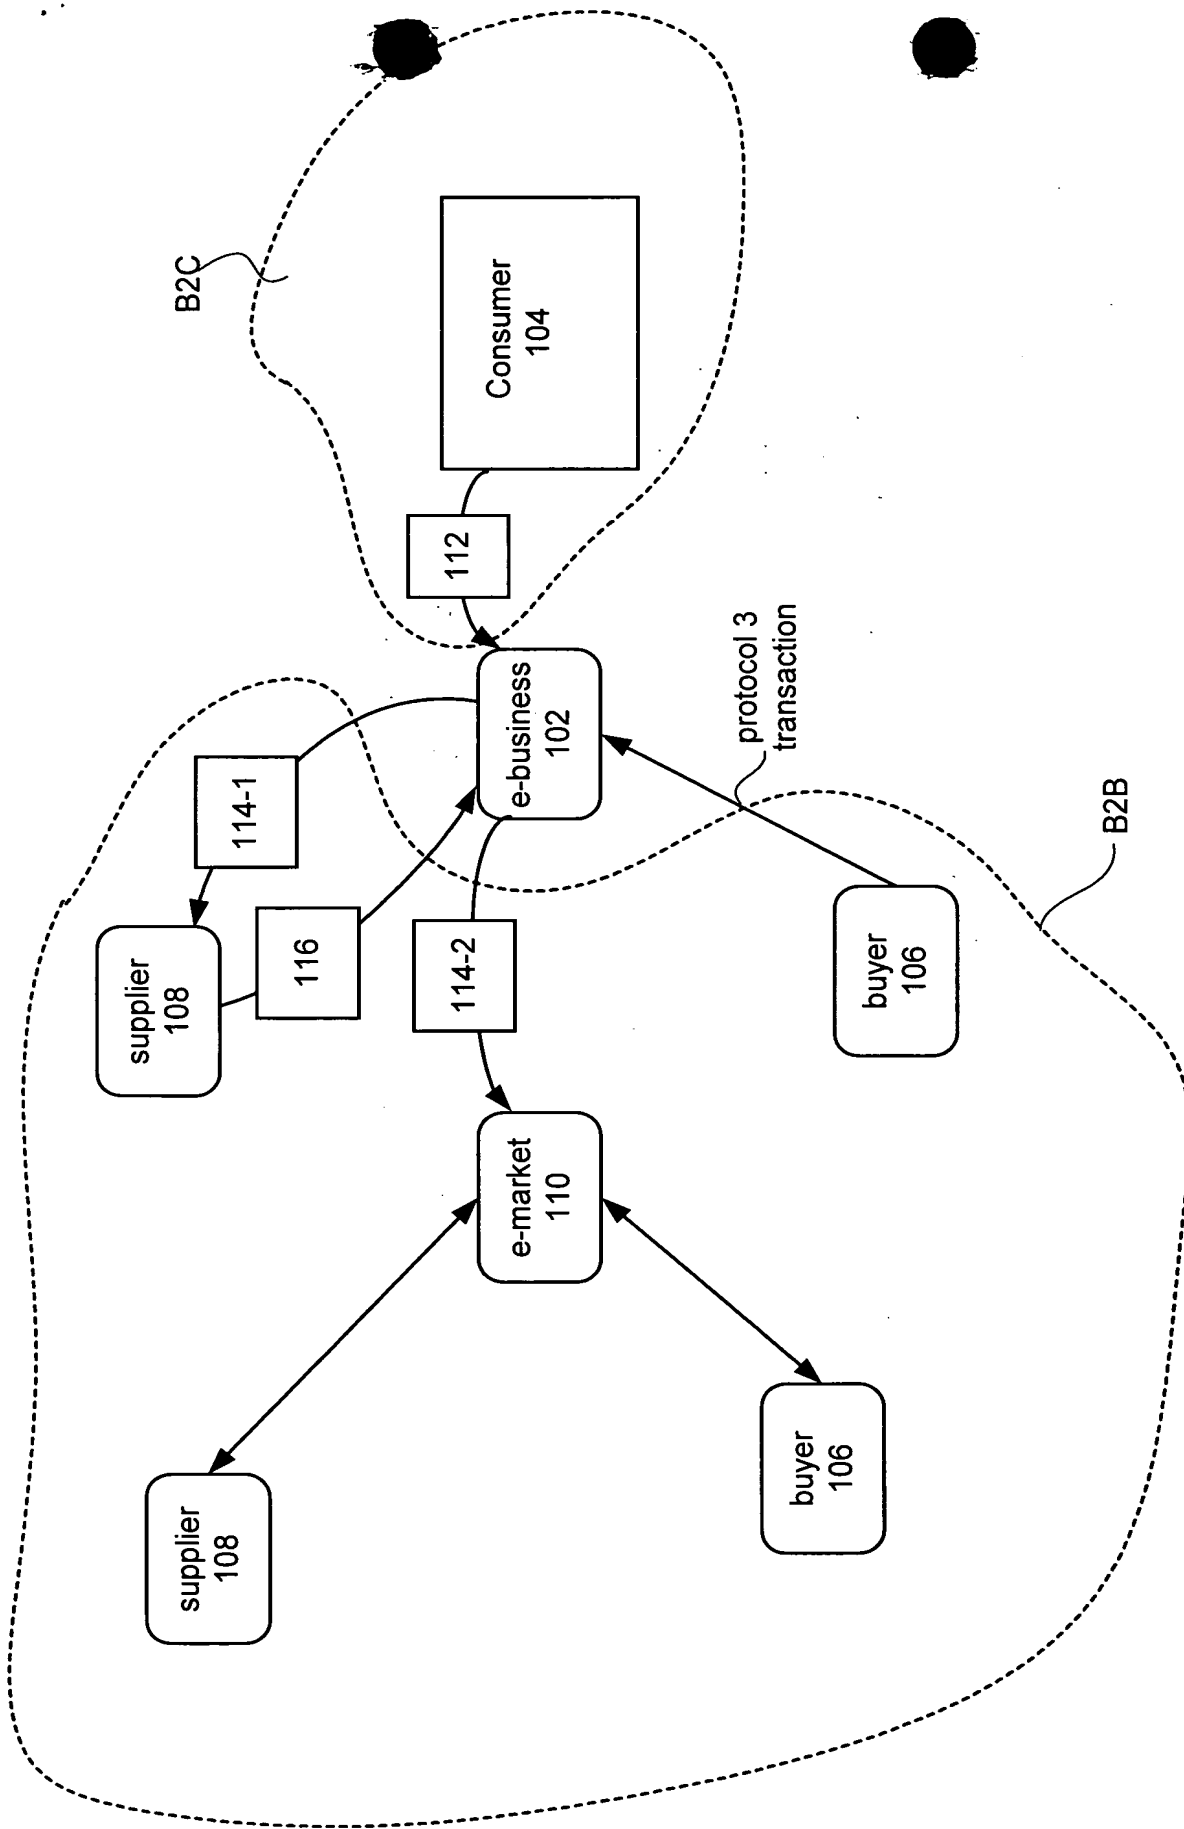 supplier
108
supplier
108
B2C
114-1
116
114-2
112
Consumer
104
e-market
110
e-business
102
protocol 3
transaction
buyer
106
buyer
106
B2B